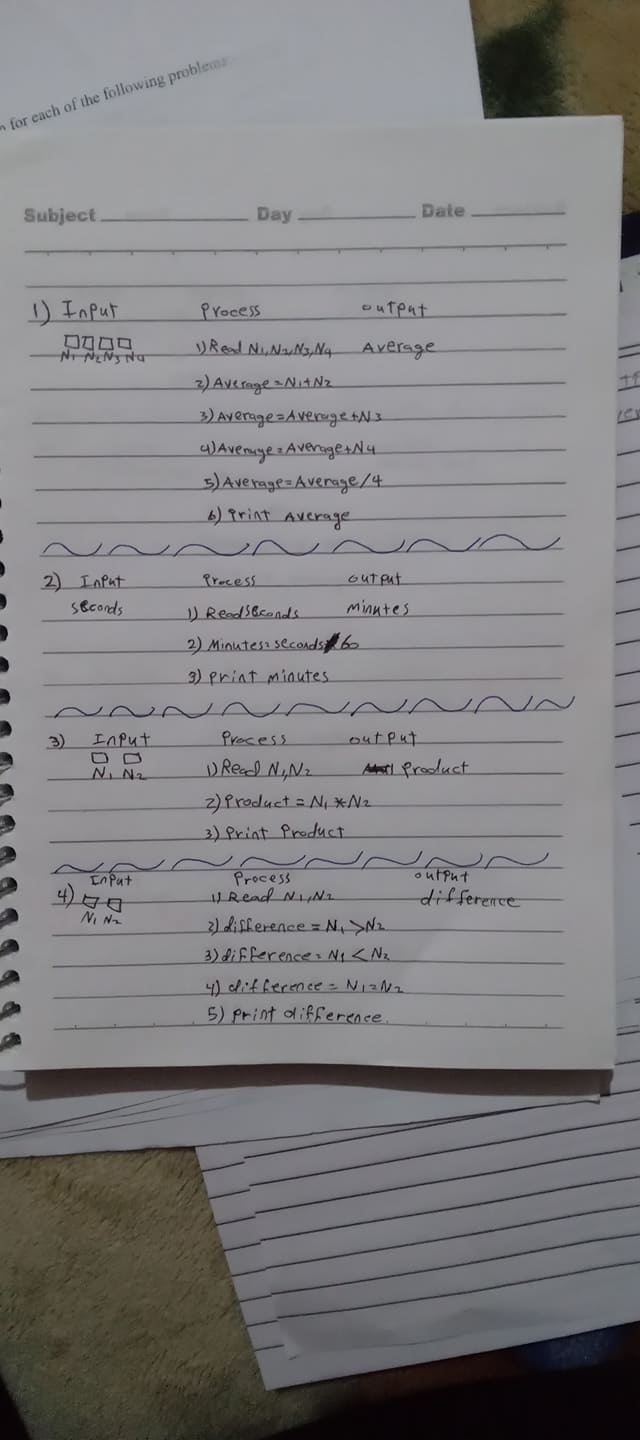 for each of the following problems
Subject Day Date
1) Input Process output
N1 N2 N3 N4 1) Read N1,N2,N3,N4 Average
2) Average=N1+N2
3) Average=Average+N3
4) Average=Average+N4
5) Average=Average/4
6) Print Average
2) Input Process output
seconds 1) Read seconds minutes
2) Minutes=seconds/60
3) print minutes
3) Input Process output
N1 N2 1) Read N1,N2 product
2) Product = N1 *N2
3) Print Product
Input Process output
4) 1) Read N1,N2 difference
N1 N2
2) difference = N1 >N2
3) difference = N1 < N2
4) difference = N1=N2
5) print difference